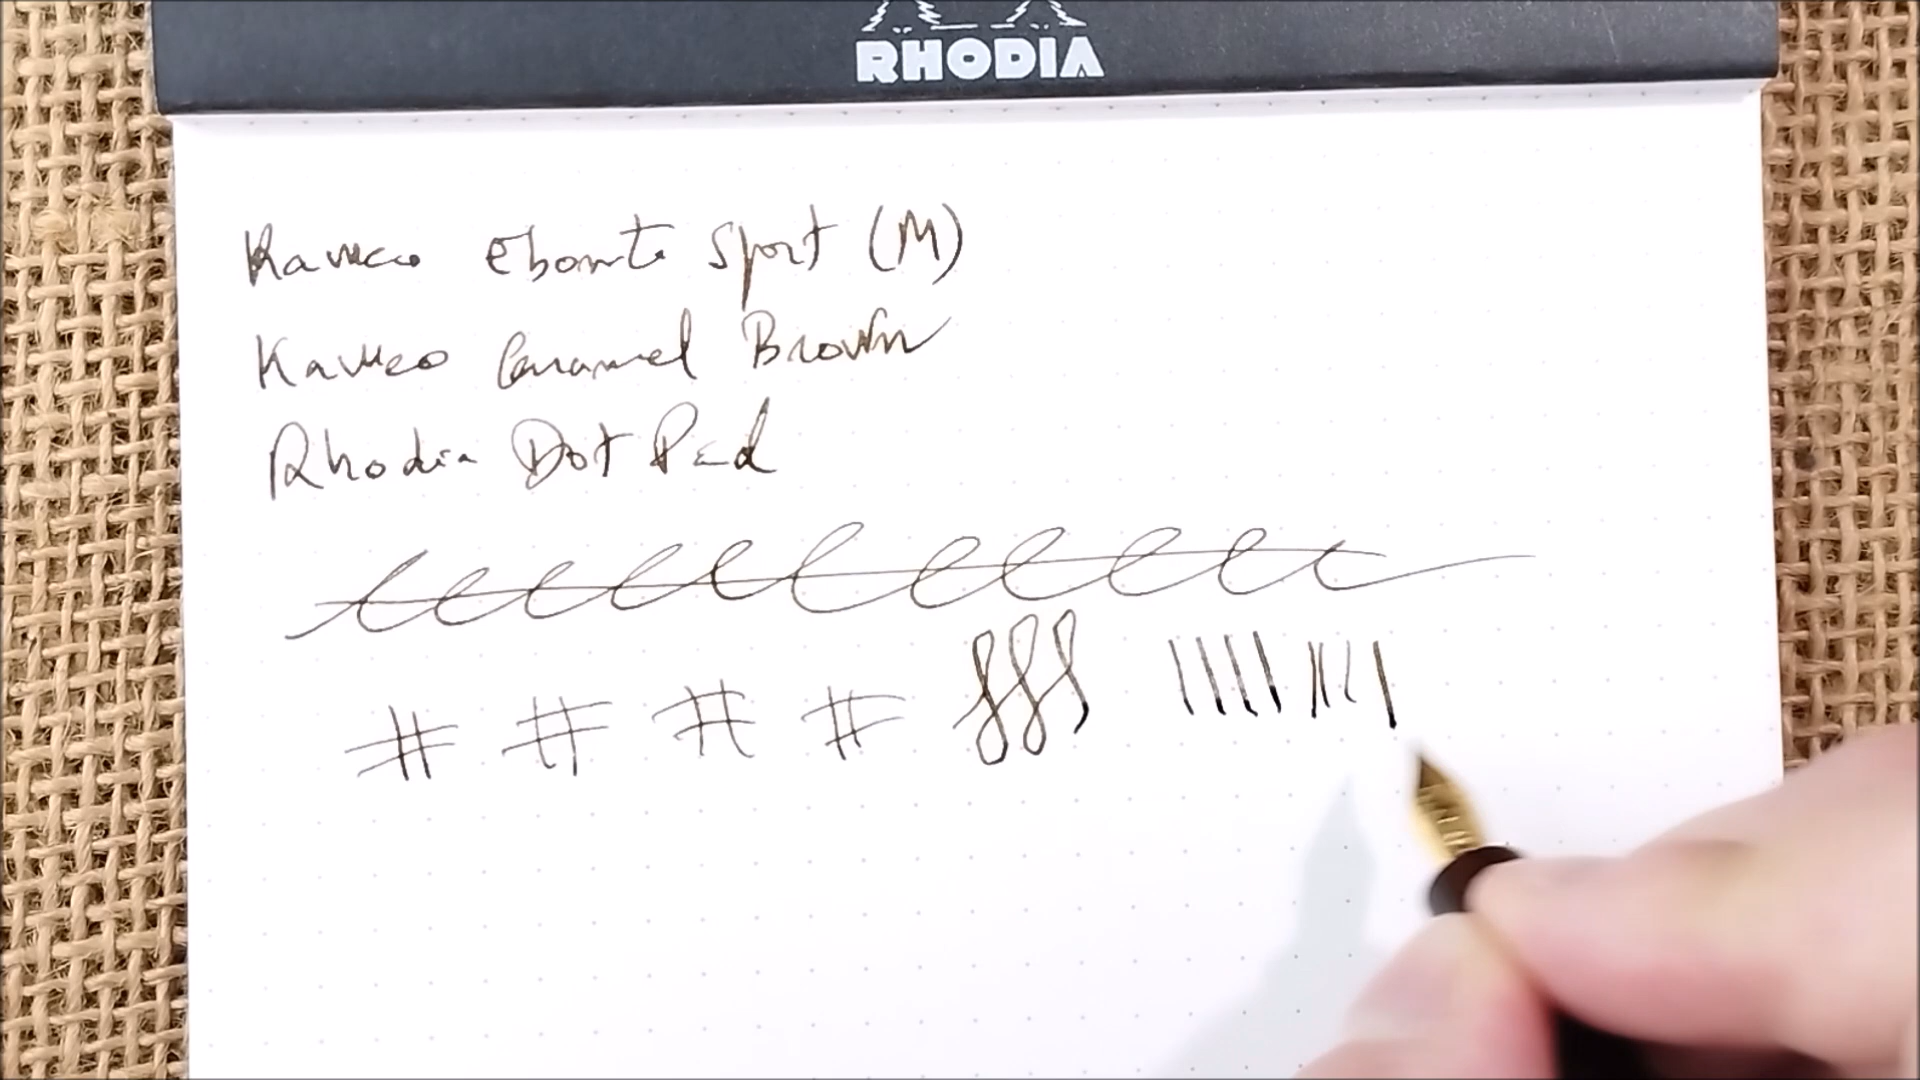 RHODIA
Kaweco Ebonite Sport (M)
Kaweco Caramel Brown
Rhodia Dot Pad
# # # #